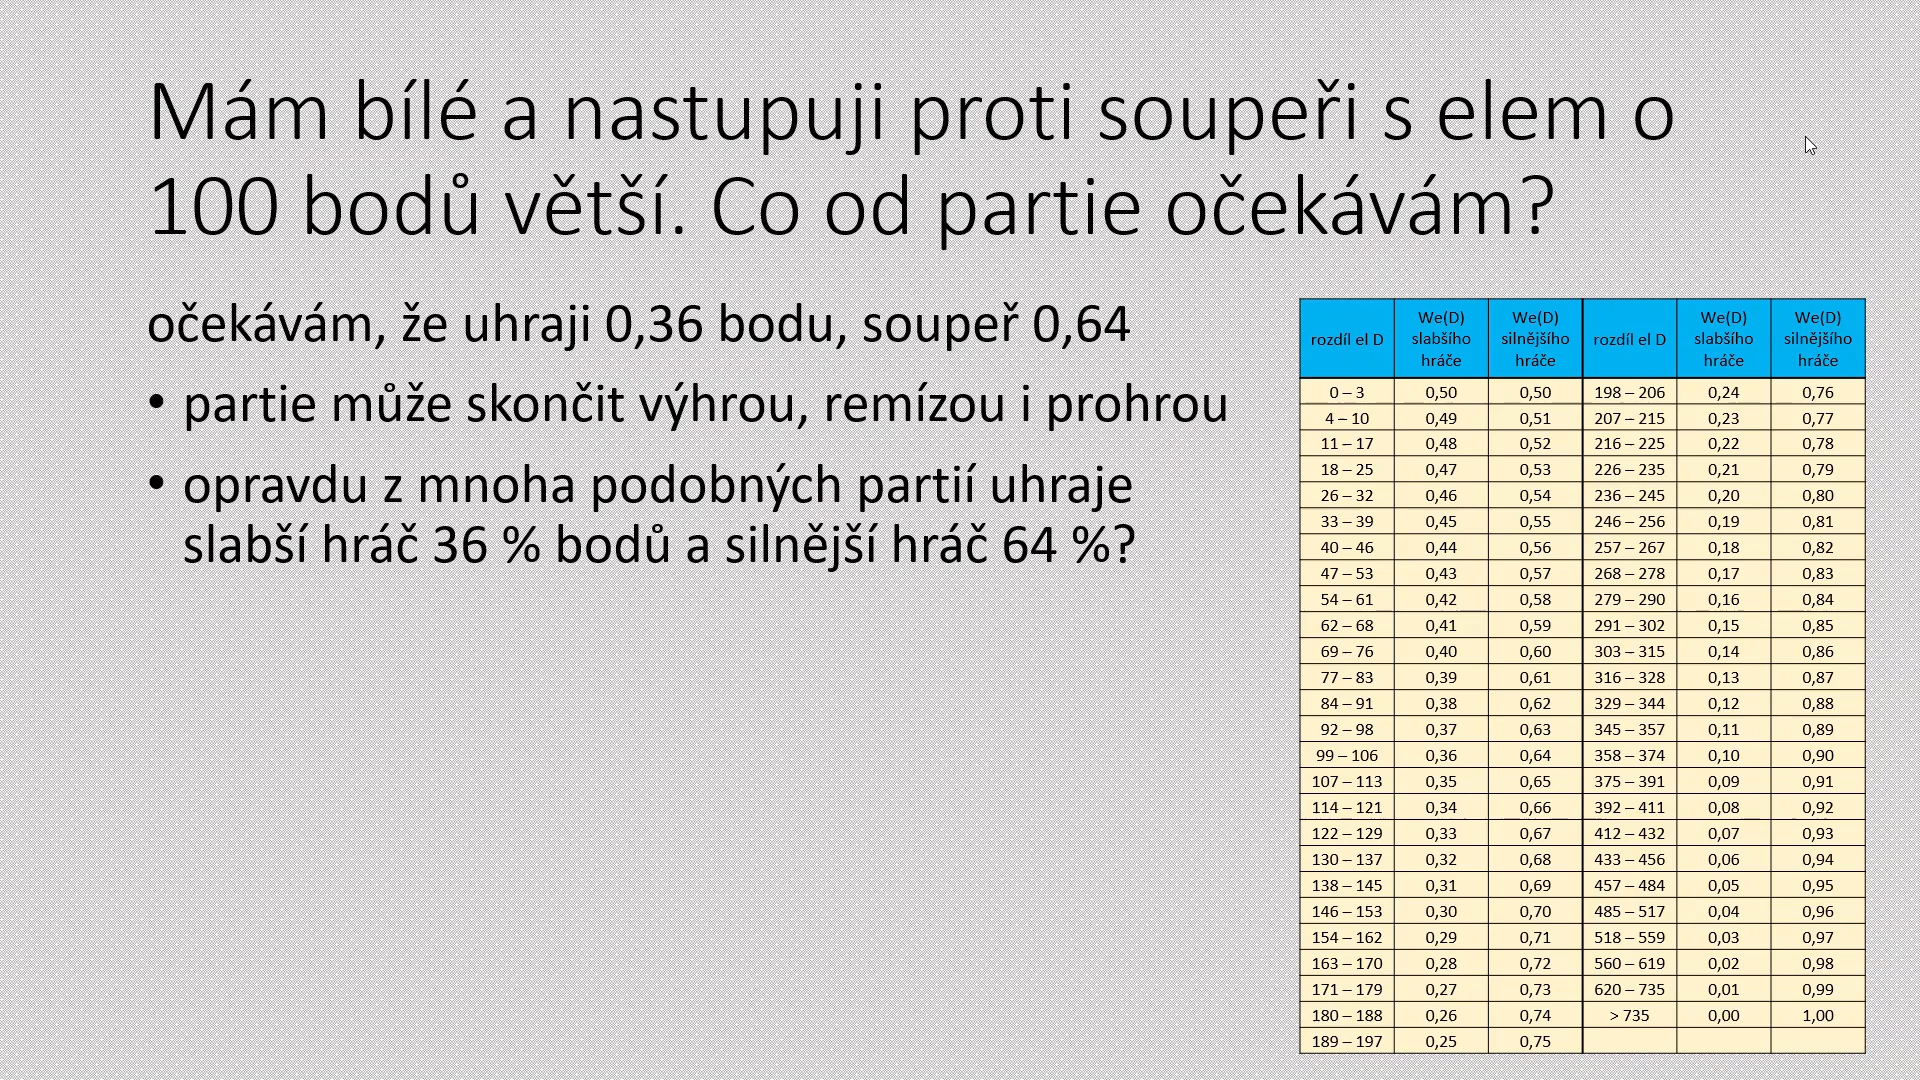 Mám bílé a nastupuji proti soupeři s elem o
100 bodů větší. Co od partie očekávám?
očekávám, že uhraji 0,36 bodu, soupeř 0,64
• partie může skončit výhrou, remízou i prohrou
• opravdu z mnoha podobných partií uhraje
slabší hráč 36 % bodů a silnější hráč 64 %?
rozdíl el D We(D) slabšího hráče We(D) silnějšího hráče rozdíl el D We(D) slabšího hráče We(D) silnějšího hráče
0 – 3 0,50 0,50 198 – 206 0,24 0,76
4 – 10 0,49 0,51 207 – 215 0,23 0,77
11 – 17 0,48 0,52 216 – 225 0,22 0,78
18 – 25 0,47 0,53 226 – 235 0,21 0,79
26 – 32 0,46 0,54 236 – 245 0,20 0,80
33 – 39 0,45 0,55 246 – 256 0,19 0,81
40 – 46 0,44 0,56 257 – 267 0,18 0,82
47 – 53 0,43 0,57 268 – 278 0,17 0,83
54 – 61 0,42 0,58 279 – 290 0,16 0,84
62 – 68 0,41 0,59 291 – 302 0,15 0,85
69 – 76 0,40 0,60 303 – 315 0,14 0,86
77 – 83 0,39 0,61 316 – 328 0,13 0,87
84 – 91 0,38 0,62 329 – 344 0,12 0,88
92 – 98 0,37 0,63 345 – 357 0,11 0,89
99 – 106 0,36 0,64 358 – 374 0,10 0,90
107 – 113 0,35 0,65 375 – 391 0,09 0,91
114 – 121 0,34 0,66 392 – 411 0,08 0,92
122 – 129 0,33 0,67 412 – 432 0,07 0,93
130 – 137 0,32 0,68 433 – 456 0,06 0,94
138 – 145 0,31 0,69 457 – 484 0,05 0,95
146 – 153 0,30 0,70 485 – 517 0,04 0,96
154 – 162 0,29 0,71 518 – 559 0,03 0,97
163 – 170 0,28 0,72 560 – 619 0,02 0,98
171 – 179 0,27 0,73 620 – 735 0,01 0,99
180 – 188 0,26 0,74 > 735 0,00 1,00
189 – 197 0,25 0,75